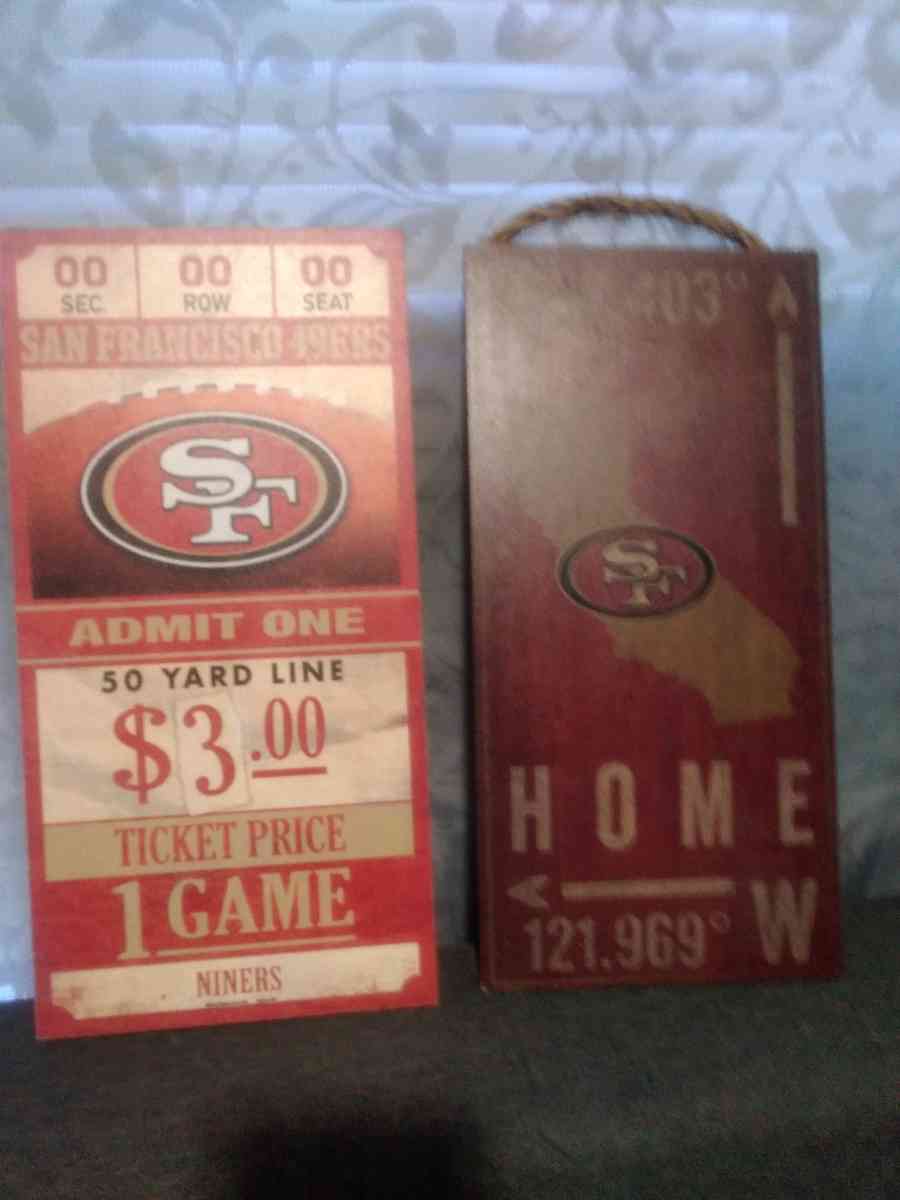 00 00 00
SEC. ROW SEAT
SAN FRANCISCO 49ERS
SF
ADMIT ONE
50 YARD LINE
$3.00
TICKET PRICE
1 GAME
NINERS
403°
SF
HOME
121.969° W